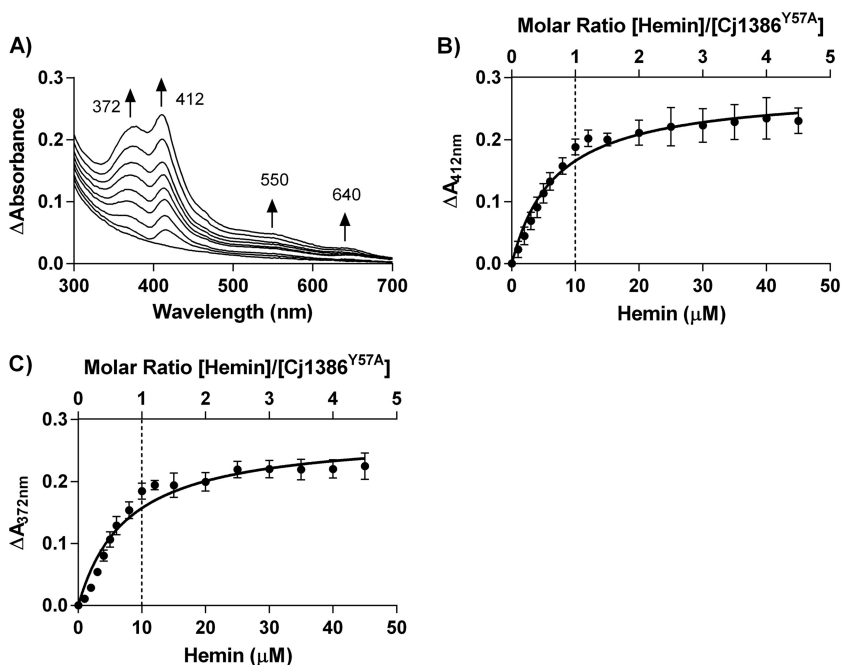 A)
372
412
550
640
0.3
0.2
0.1
0.0
ΔAbsorbance
300 400 500 600 700
Wavelength (nm)
B)
Molar Ratio [Hemin]/[Cj1386Y57A]
0 1 2 3 4 5
0.3
0.2
0.1
0.0
ΔA412nm
0 10 20 30 40 50
Hemin (μM)
C)
Molar Ratio [Hemin]/[Cj1386Y57A]
0 1 2 3 4 5
0.3
0.2
0.1
0.0
ΔA372nm
0 10 20 30 40 50
Hemin (μM)